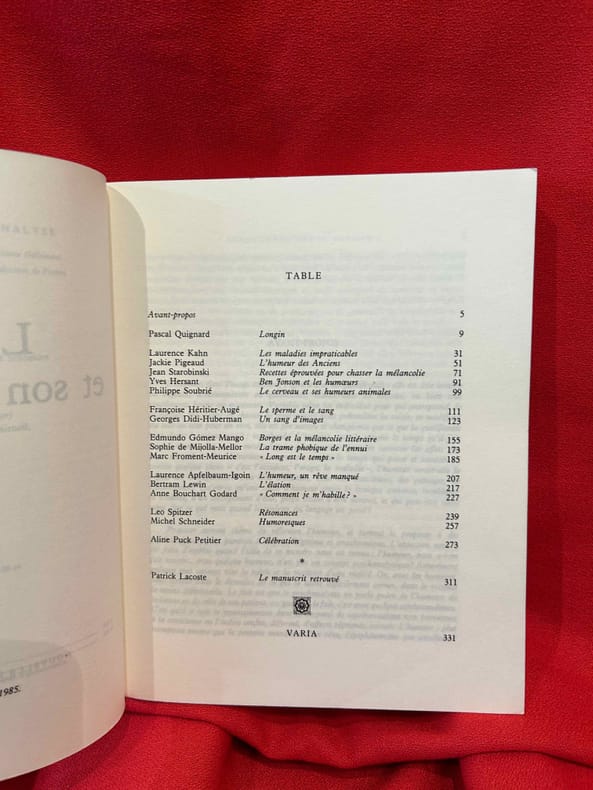 TABLE
Avant-propos 5
Pascal Quignard Longin 9
Laurence Kahn Les maladies impraticables 31
Jackie Pigeaud L'humeur des Anciens 51
Jean Starobinski Recettes éprouvées pour chasser la mélancolie 71
Yves Hersant Ben Jonson et les humœurs 91
Philippe Soubrié Le cerveau et ses humeurs animales 99
Françoise Héritier-Augé Le sperme et le sang 111
Georges Didi-Huberman Un sang d'images 123
Edmundo Gómez Mango Borges et la mélancolie littéraire 155
Sophie de Mijolla-Mellor La trame phobique de l'ennui 173
Marc Froment-Meurice « Long est le temps » 185
Laurence Apfelbaum-Igoin L'humeur, un rêve manqué 207
Bertram Lewin L'élation 217
Anne Bouchart Godard « Comment je m'habille ? » 227
Leo Spitzer Résonances 239
Michel Schneider Humoresques 257
Aline Puck Petitier Célébration 273
*
Patrick Lacoste Le manuscrit retrouvé 311
VARIA 331
1985.